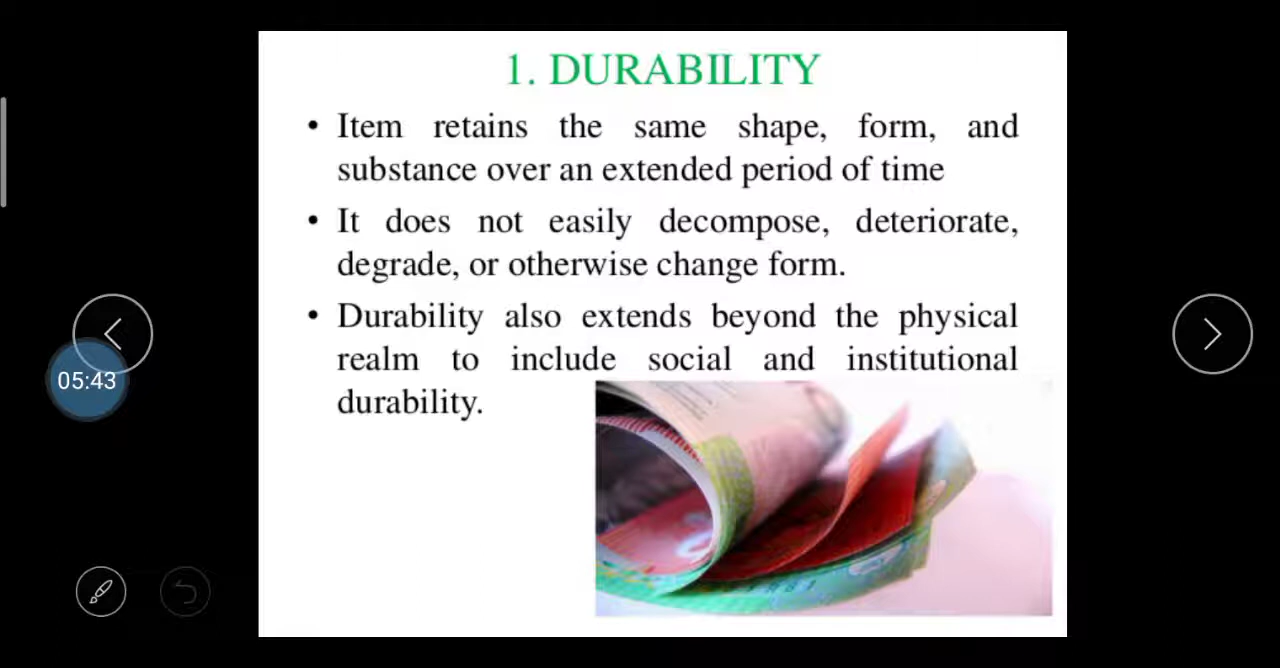 1. DURABILITY
• Item retains the same shape, form, and
substance over an extended period of time
• It does not easily decompose, deteriorate,
degrade, or otherwise change form.
• Durability also extends beyond the physical
realm to include social and institutional
durability.
05:43